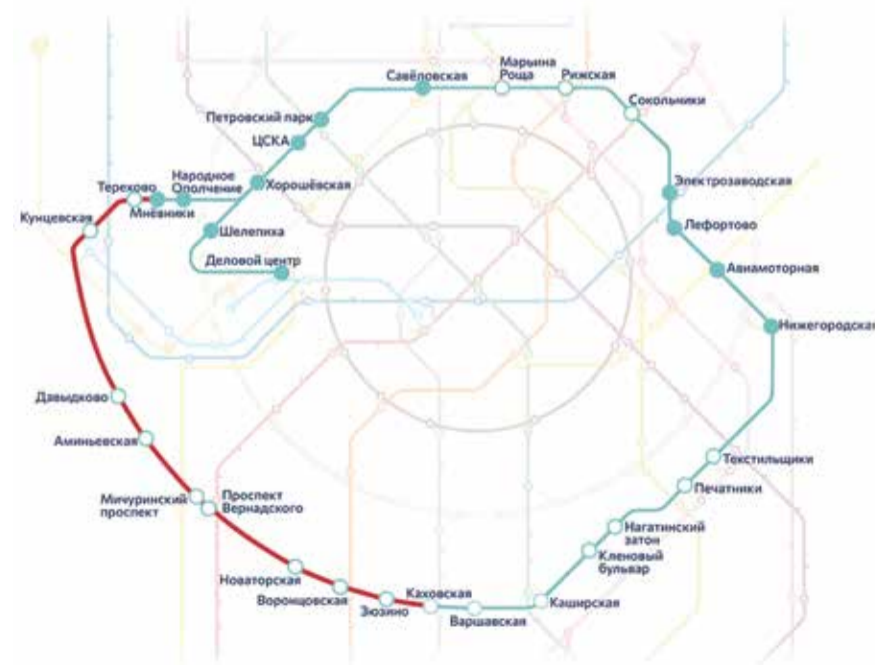 Савёловская
Марьина
Роща
Рижская
Сокольники
Петровский парк
ЦСКА
Народное
Ополчение
Хорошёвская
Терехово
Мнёвники
Кунцевская
Шелепиха
Деловой центр
Электрозаводская
Лефортово
Авиамоторная
Нижегородская
Давыдково
Аминьевская
Текстильщики
Печатники
Мичуринский
проспект
Проспект
Вернадского
Нагатинский
затон
Кленовый
бульвар
Новаторская
Воронцовская
Зюзино
Каховская
Варшавская
Каширская